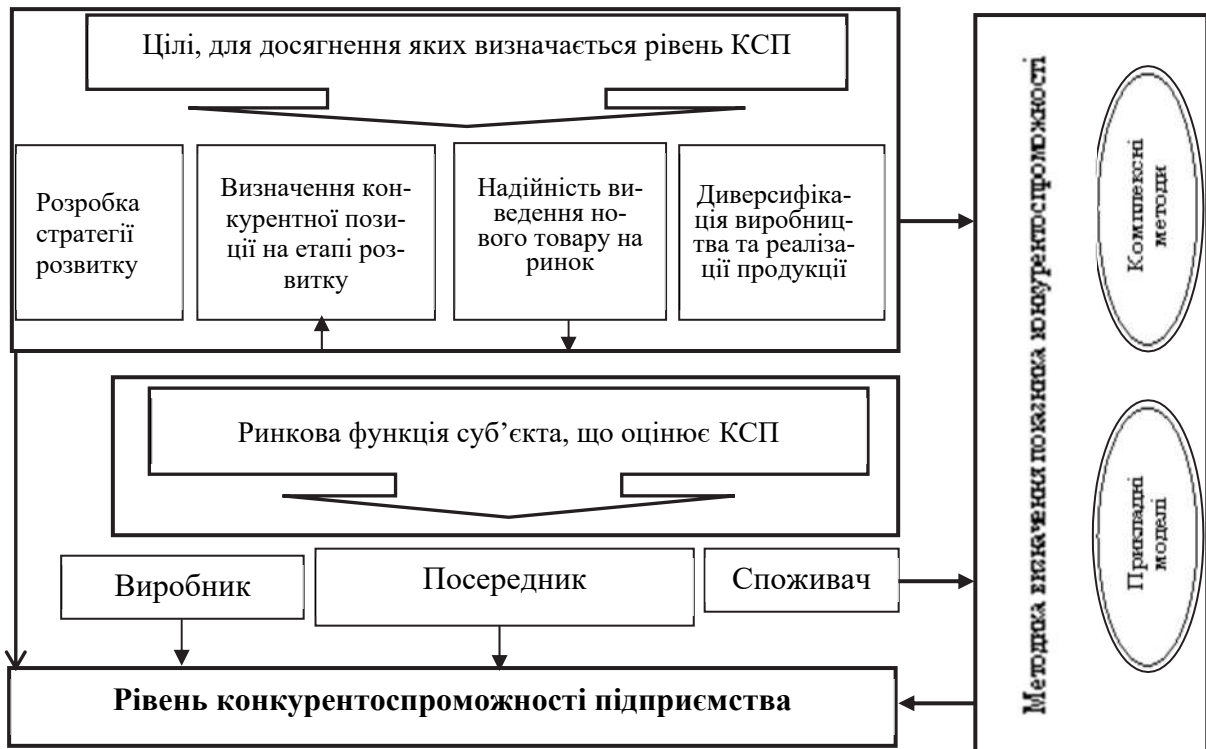 Цілі, для досягнення яких визначається рівень КСП
Розробка
стратегії
розвитку
Визначення кон-
курентної пози-
ції на етапі роз-
витку
Надійність ви-
ведення но-
вого товару на
ринок
Диверсифіка-
ція виробниц-
тва та реаліза-
ції продукції
Ринкова функція суб’єкта, що оцінює КСП
Виробник
Посередник
Споживач
Рівень конкурентоспроможності підприємства
Методика визначення показника конкурентоспроможності
Комплексні
методи
Прикладні
моделі